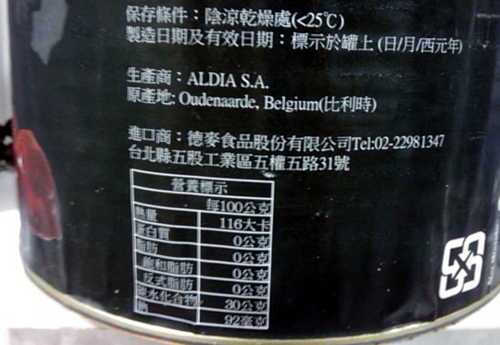 保存條件：陰涼乾燥處(<25℃)
製造日期及有效日期：標示於罐上 (日/月/西元年)
生產商：ALDIA S.A.
原產地: Oudenaarde, Belgium(比利時)
進口商：德麥食品股份有限公司Tel:02-22981347
台北縣五股工業區五權五路31號
營養標示
每100公克
熱量 116大卡
蛋白質 0公克
脂肪 0公克
飽和脂肪 0公克
反式脂肪 0公克
碳水化合物 30公克
鈉 92毫克